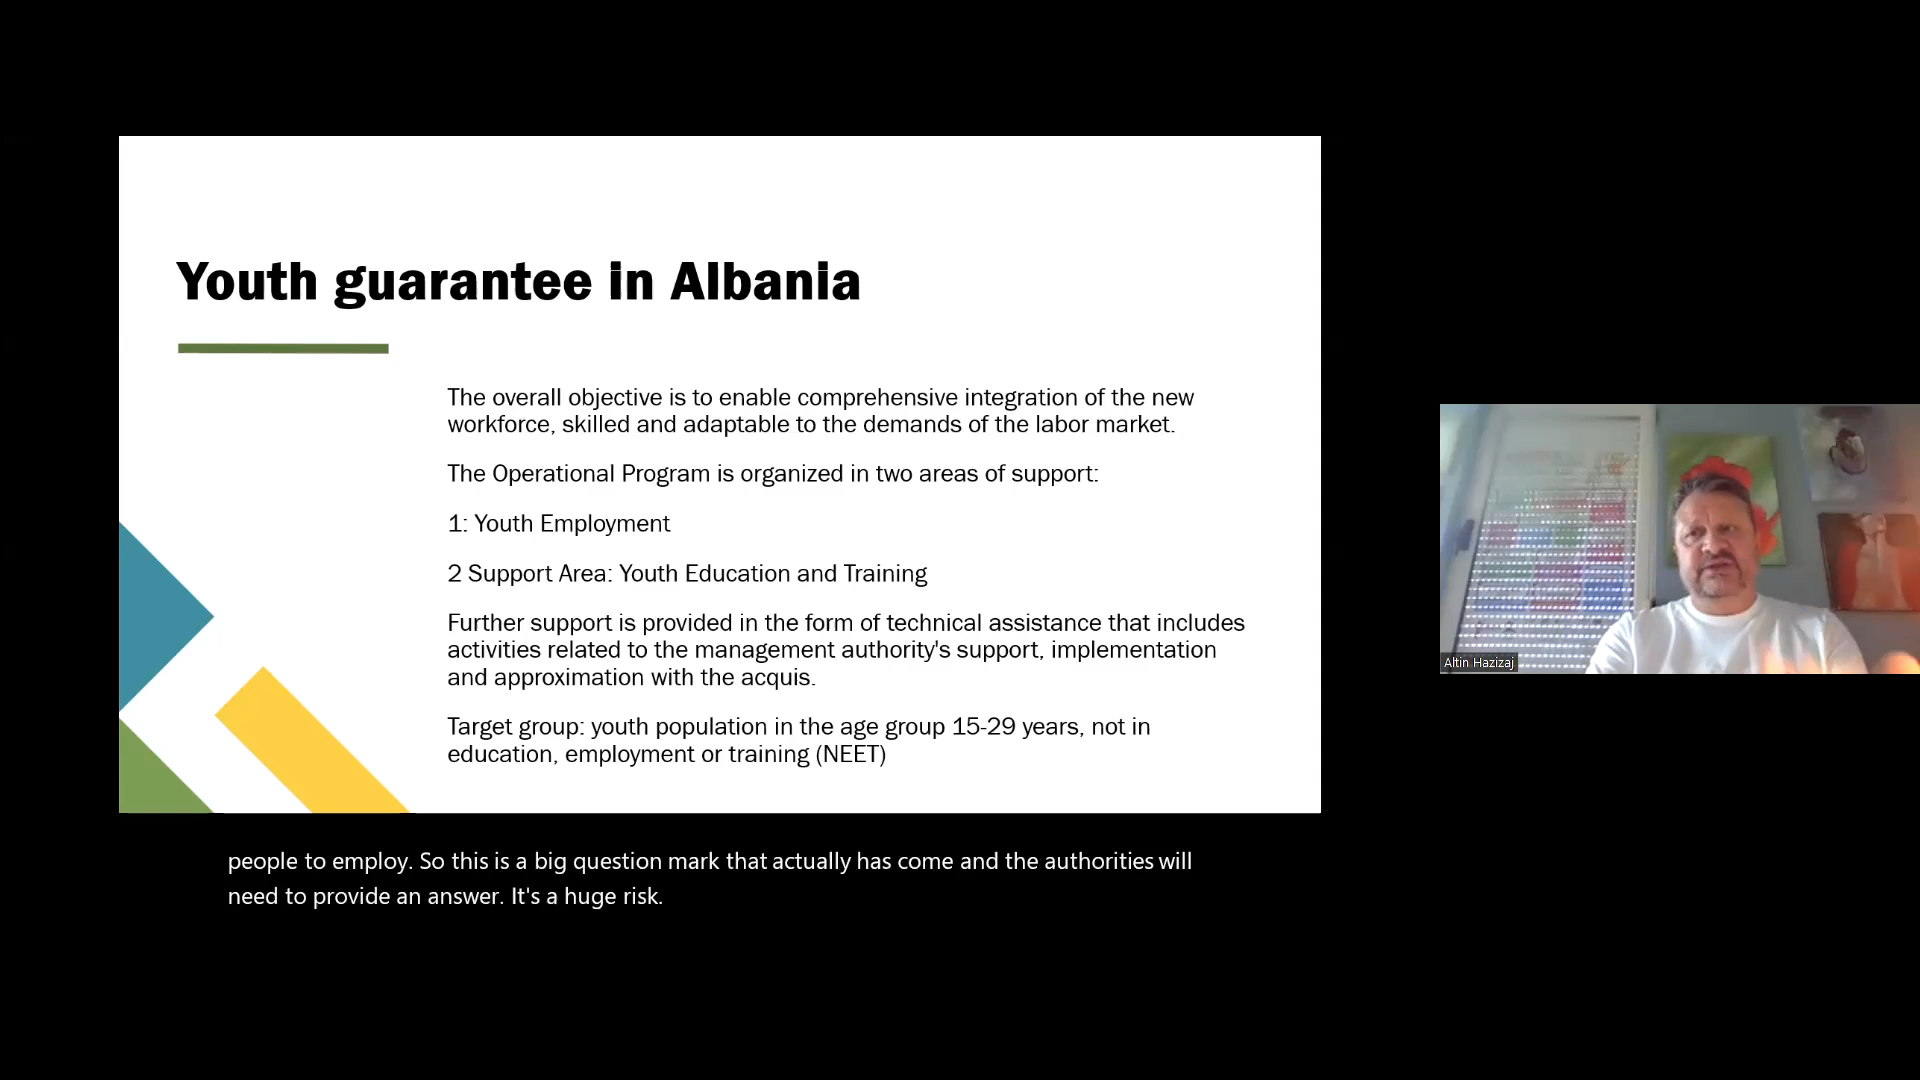 Youth guarantee in Albania
The overall objective is to enable comprehensive integration of the new
workforce, skilled and adaptable to the demands of the labor market.
The Operational Program is organized in two areas of support:
1: Youth Employment
2 Support Area: Youth Education and Training
Further support is provided in the form of technical assistance that includes
activities related to the management authority's support, implementation
and approximation with the acquis.
Target group: youth population in the age group 15-29 years, not in
education, employment or training (NEET)
Altin Hazizaj
people to employ. So this is a big question mark that actually has come and the authorities will
need to provide an answer. It's a huge risk.